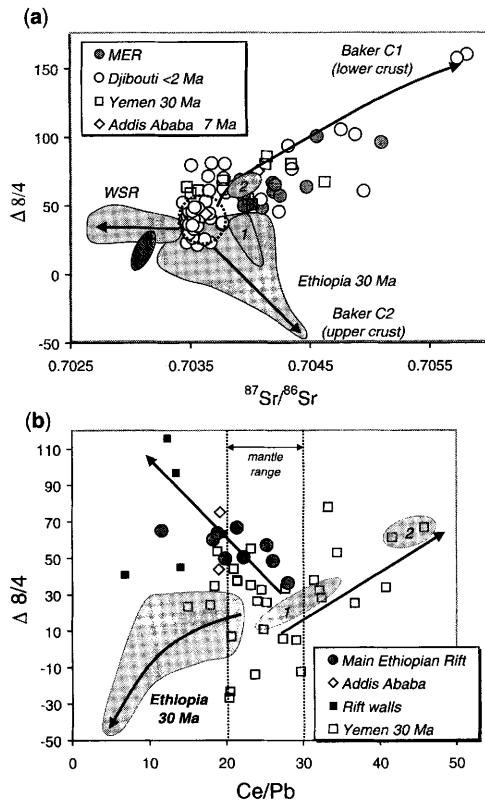 (a)
MER
Djibouti <2 Ma
Yemen 30 Ma
Addis Ababa 7 Ma
Baker C1
(lower crust)
150
100
50
0
-50
Δ 8/4
WSR
2
1
Ethiopia 30 Ma
Baker C2
(upper crust)
0.7025
0.7035
0.7045
0.7055
87Sr/86Sr
(b)
110
90
70
50
30
10
-10
-30
-50
Δ 8/4
mantle
range
2
1
Ethiopia
30 Ma
Main Ethiopian Rift
Addis Ababa
Rift walls
Yemen 30 Ma
0
10
20
30
40
50
Ce/Pb